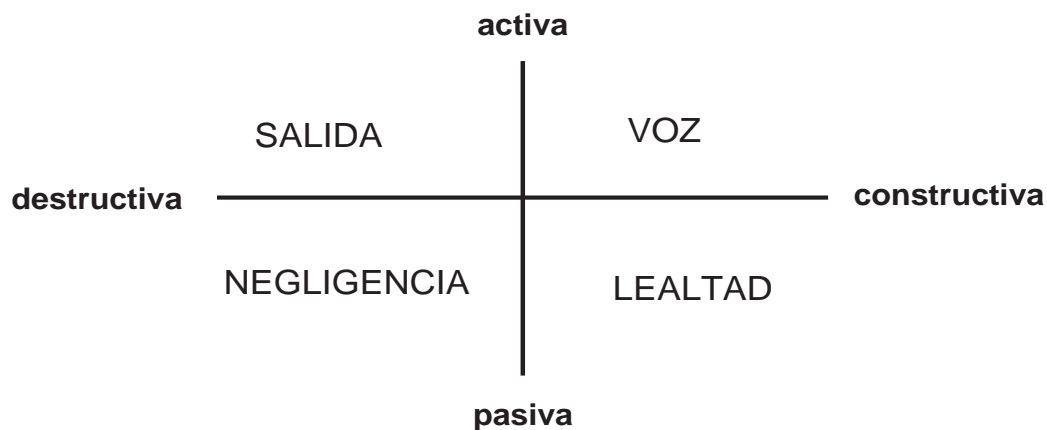 activa
SALIDA VOZ
destructiva constructiva
NEGLIGENCIA LEALTAD
pasiva